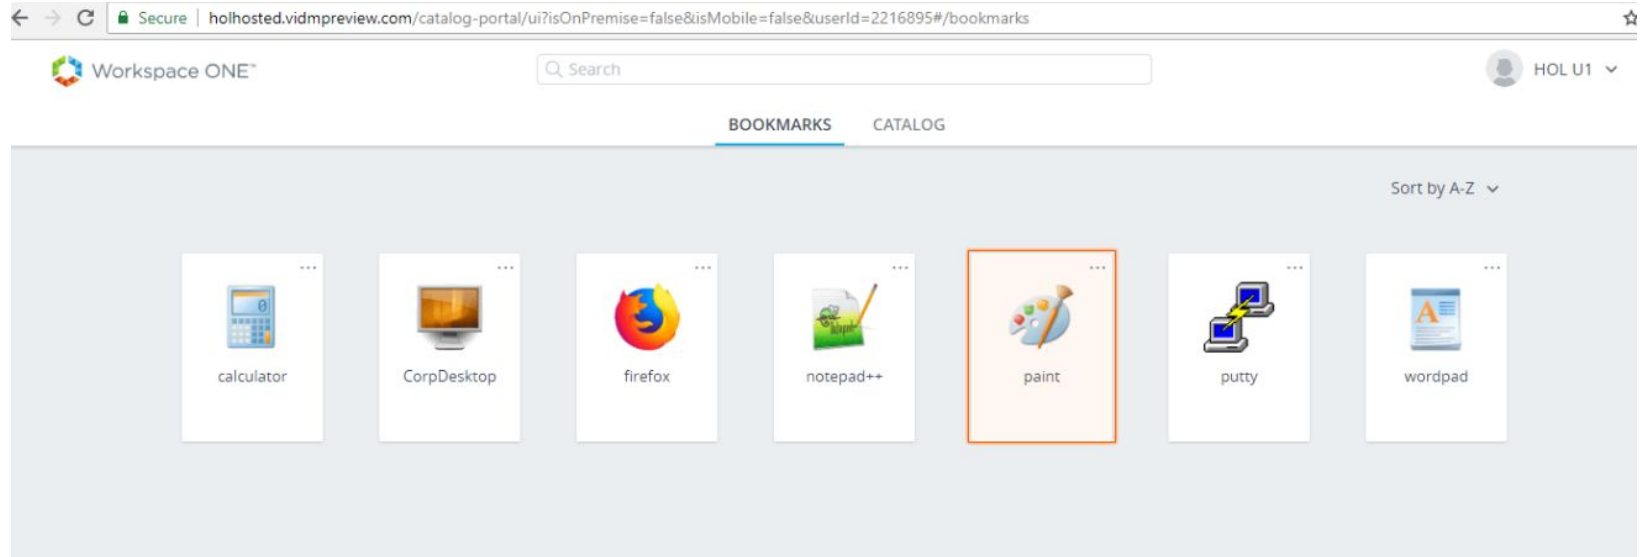 Secure | holhosted.vidmpreview.com/catalog-portal/ui?isOnPremise=false&isMobile=false&userId=2216895#/bookmarks
Workspace ONE™
Search
HOL U1
BOOKMARKS CATALOG
Sort by A-Z
calculator CorpDesktop firefox notepad++ paint putty wordpad